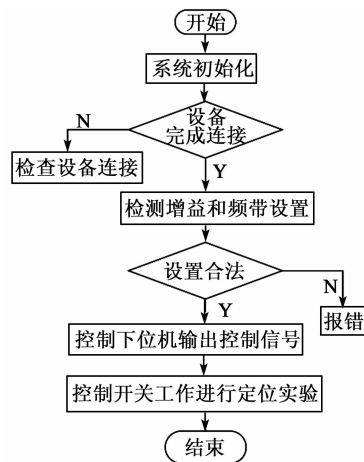 开始
系统初始化
设备
完成连接
N
检查设备连接
Y
检测增益和频带设置
设置合法
N
报错
Y
控制下位机输出控制信号
控制开关工作进行定位实验
结束